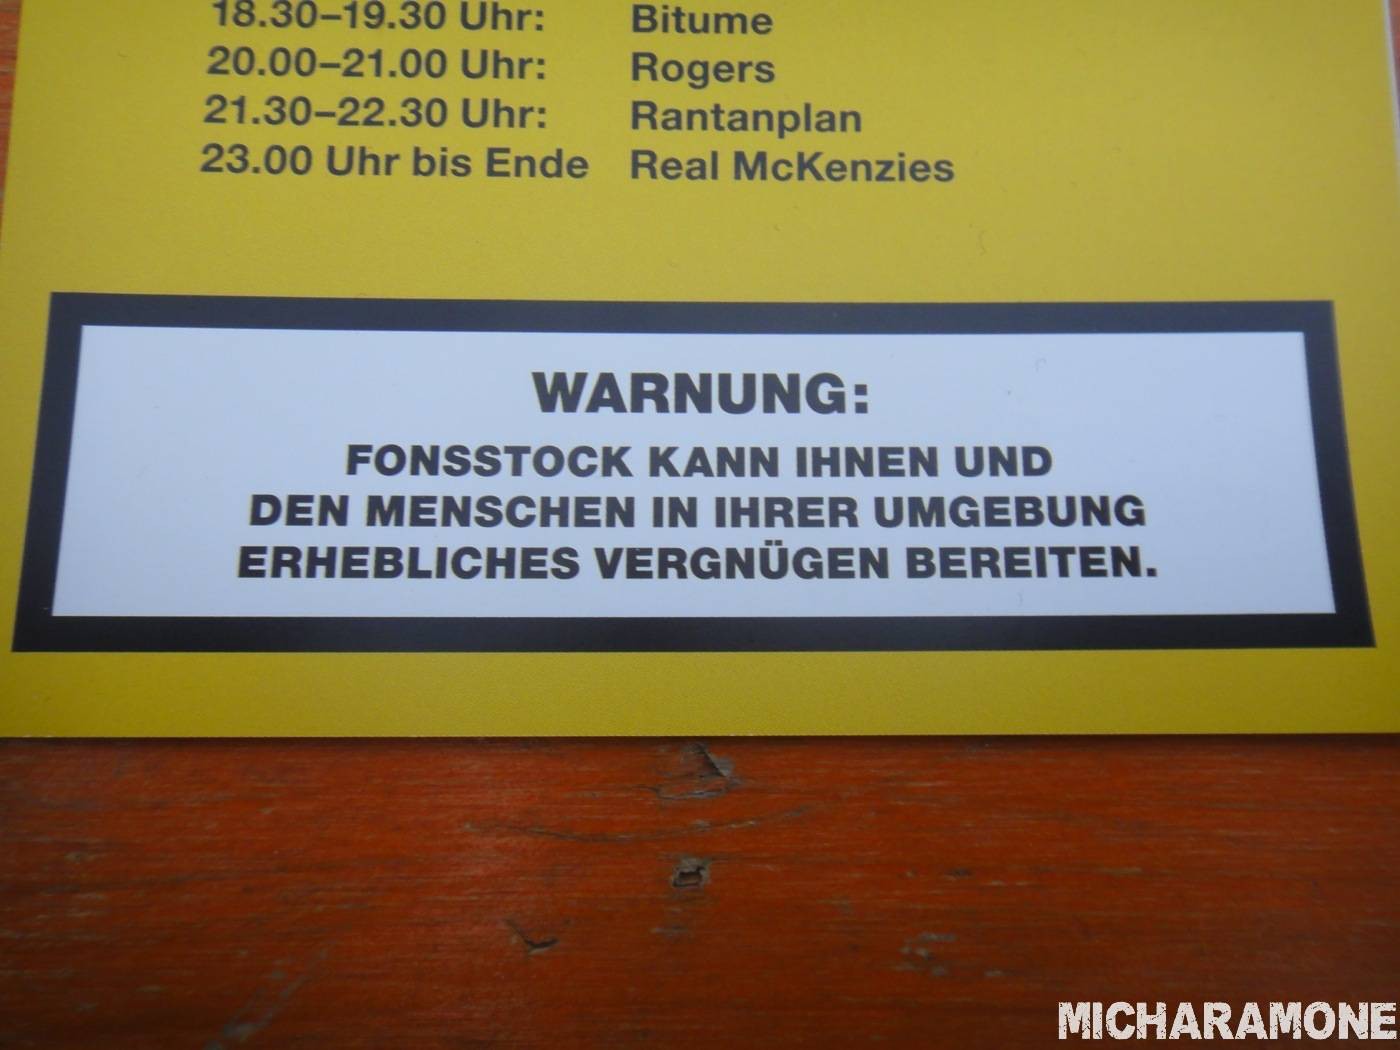 18.30–19.30 Uhr: Bitume
20.00–21.00 Uhr: Rogers
21.30–22.30 Uhr: Rantanplan
23.00 Uhr bis Ende Real McKenzies
WARNUNG:
FONSSTOCK KANN IHNEN UND
DEN MENSCHEN IN IHRER UMGEBUNG
ERHEBLICHES VERGNÜGEN BEREITEN.
MICHARAMONE